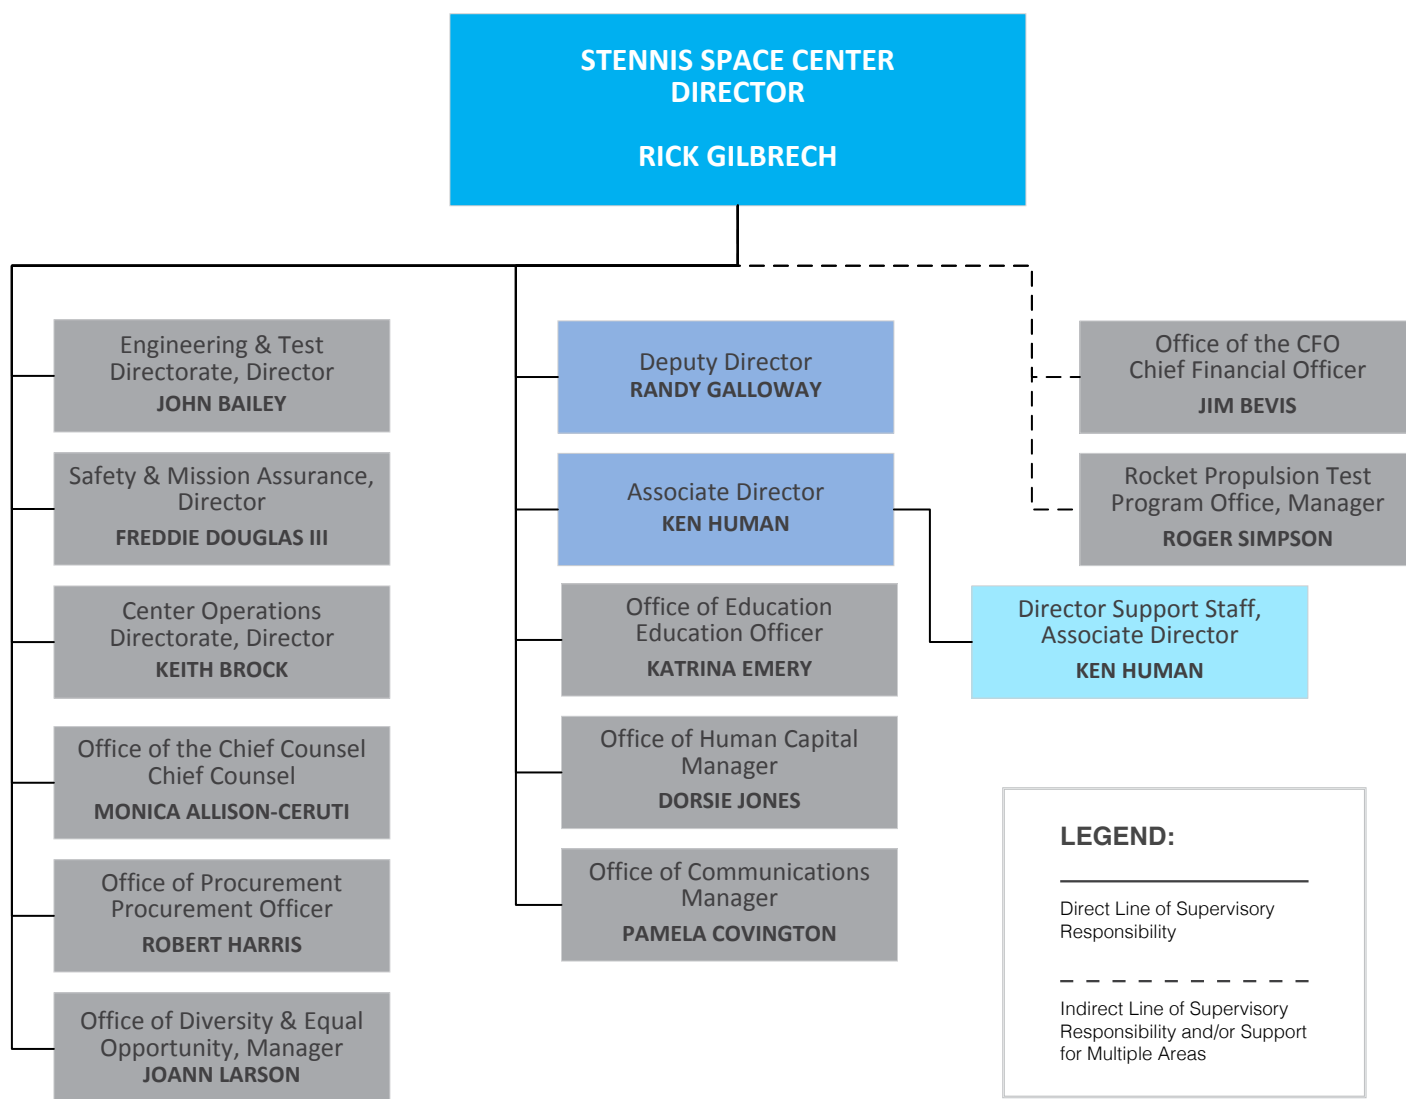 STENNIS SPACE CENTER
DIRECTOR
RICK GILBRECH
Engineering & Test
Directorate, Director
JOHN BAILEY
Safety & Mission Assurance,
Director
FREDDIE DOUGLAS III
Center Operations
Directorate, Director
KEITH BROCK
Office of the Chief Counsel
Chief Counsel
MONICA ALLISON-CERUTI
Office of Procurement
Procurement Officer
ROBERT HARRIS
Office of Diversity & Equal
Opportunity, Manager
JOANN LARSON
Deputy Director
RANDY GALLOWAY
Associate Director
KEN HUMAN
Office of Education
Education Officer
KATRINA EMERY
Office of Human Capital
Manager
DORSIE JONES
Office of Communications
Manager
PAMELA COVINGTON
Office of the CFO
Chief Financial Officer
JIM BEVIS
Rocket Propulsion Test
Program Office, Manager
ROGER SIMPSON
Director Support Staff,
Associate Director
KEN HUMAN
LEGEND:
Direct Line of Supervisory
Responsibility
Indirect Line of Supervisory
Responsibility and/or Support
for Multiple Areas